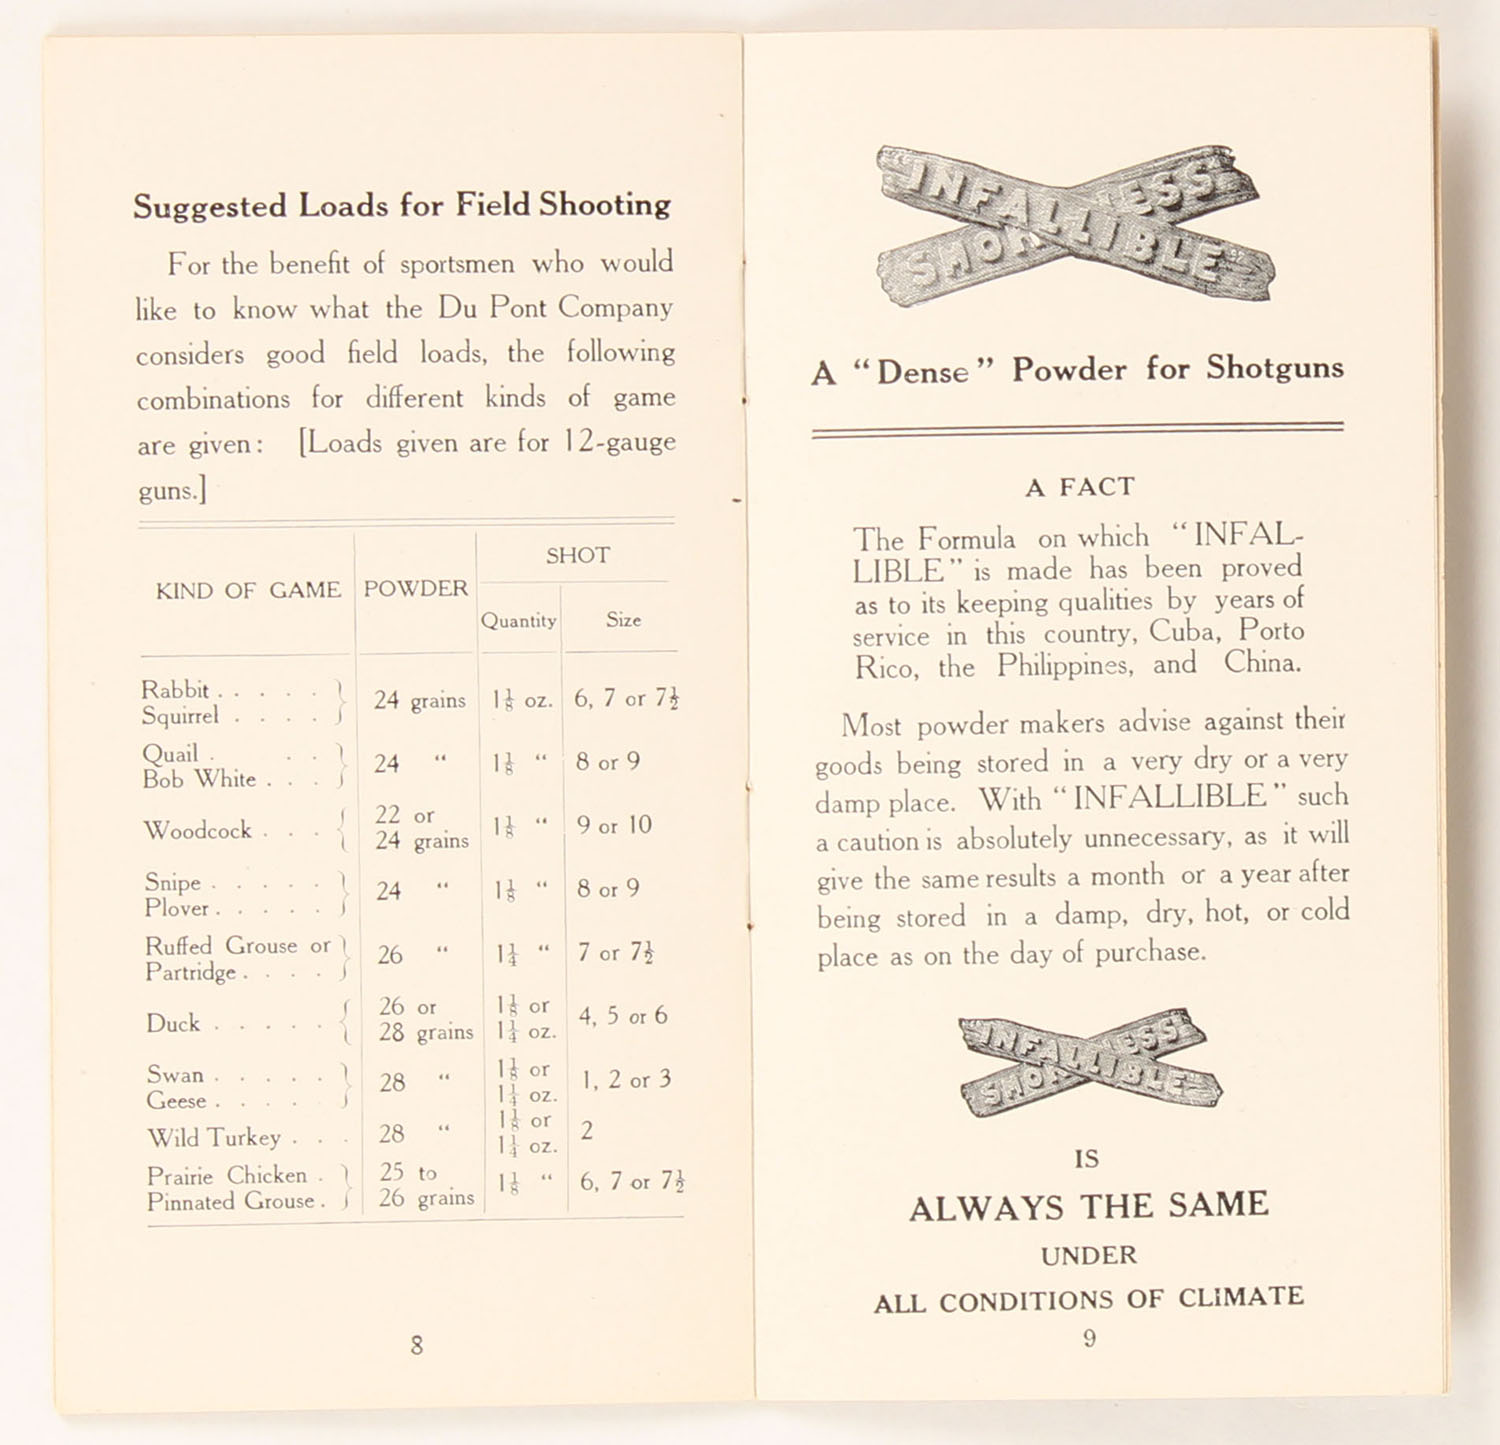 Suggested Loads for Field Shooting
For the benefit of sportsmen who would
like to know what the Du Pont Company
considers good field loads, the following
combinations for different kinds of game
are given: [Loads given are for 12-gauge
guns.]
KIND OF GAME POWDER SHOT
Quantity Size
Rabbit . . . . . } 24 grains 1⅛ oz. 6, 7 or 7½
Squirrel . . . .
Quail . . . } 24 “ 1⅛ “ 8 or 9
Bob White . . .
Woodcock . . . { 22 or 1⅛ “ 9 or 10
24 grains
Snipe . . . . . } 24 “ 1⅛ “ 8 or 9
Plover . . . . .
Ruffed Grouse or } 26 “ 1¼ “ 7 or 7½
Partridge . . . .
Duck . . . . . { 26 or 1⅛ or 4, 5 or 6
28 grains 1¼ oz.
Swan . . . . . } 28 “ 1⅛ or 1, 2 or 3
Geese . . . . 1¼ oz.
Wild Turkey . . . 28 “ 1⅛ or 2
1¼ oz.
Prairie Chicken . } 25 to 1⅛ “ 6, 7 or 7½
Pinnated Grouse . 26 grains
8
"INFALLIBLE"
SMOK LESS
A “Dense” Powder for Shotguns
A FACT
The Formula on which “INFAL-
LIBLE” is made has been proved
as to its keeping qualities by years of
service in this country, Cuba, Porto
Rico, the Philippines, and China.
Most powder makers advise against their
goods being stored in a very dry or a very
damp place. With “INFALLIBLE” such
a caution is absolutely unnecessary, as it will
give the same results a month or a year after
being stored in a damp, dry, hot, or cold
place as on the day of purchase.
"INFALLIBLE"
SMOK LESS
IS
ALWAYS THE SAME
UNDER
ALL CONDITIONS OF CLIMATE
9